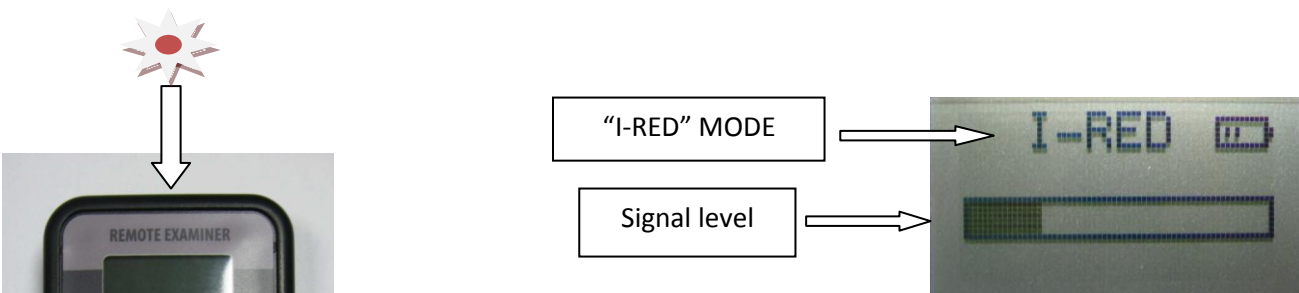 "I-RED" MODE
I-RED
Signal level
REMOTE EXAMINER